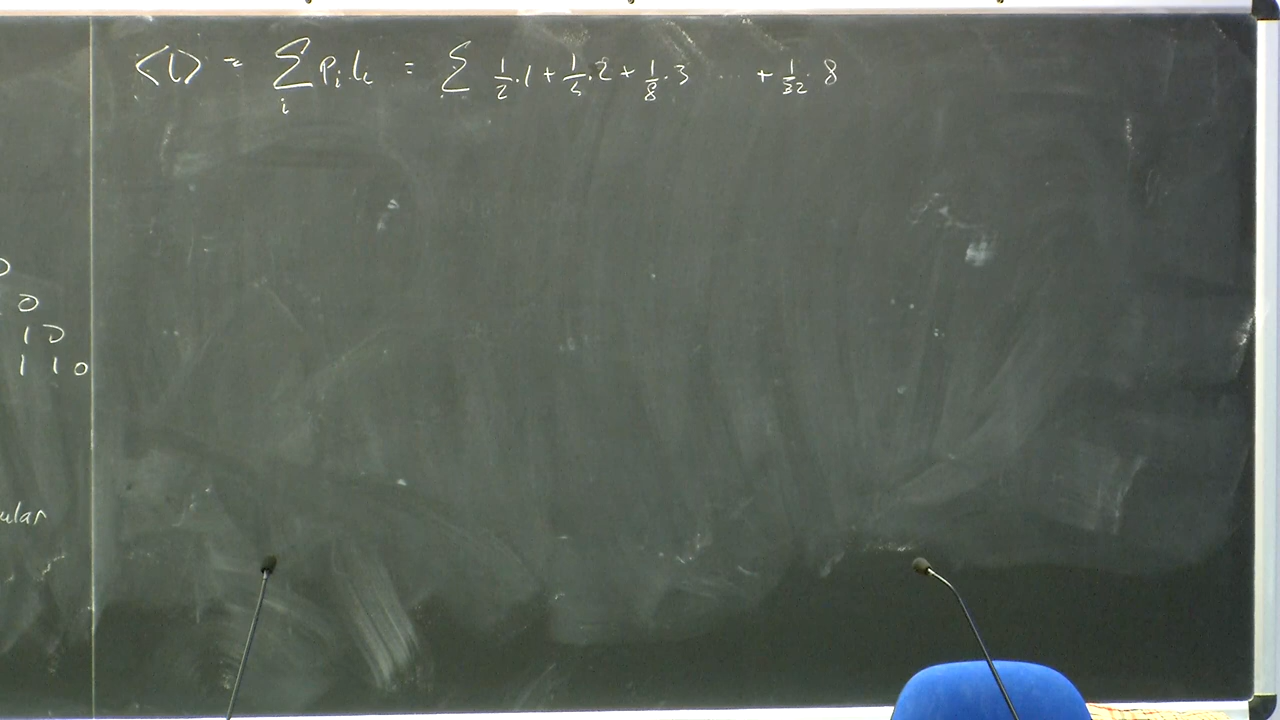 <l> = Σ_i p_i l_i = Σ 1/2 · 1 + 1/4 · 2 + 1/8 · 3 ... + 1/32 · 8
0
0
10
110
ular